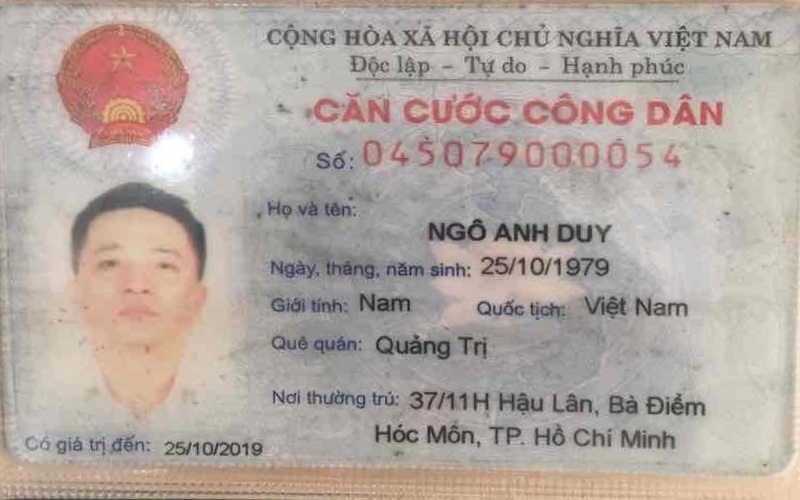 CỘNG HÒA XÃ HỘI CHỦ NGHĨA VIỆT NAM
Độc lập - Tự do - Hạnh phúc
CĂN CƯỚC CÔNG DÂN
Số: 045079000054
Họ và tên:
NGÔ ANH DUY
Ngày, tháng, năm sinh: 25/10/1979
Giới tính: Nam Quốc tịch: Việt Nam
Quê quán: Quảng Trị
Nơi thường trú: 37/11H Hậu Lân, Bà Điểm
Hóc Môn, TP. Hồ Chí Minh
Có giá trị đến: 25/10/2019